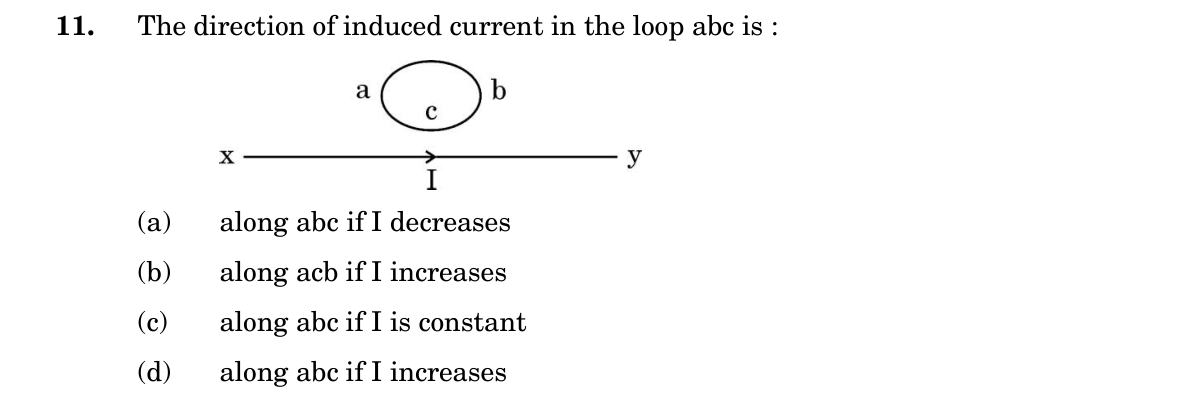 11. The direction of induced current in the loop abc is :
a b
c
x y
I
(a) along abc if I decreases
(b) along acb if I increases
(c) along abc if I is constant
(d) along abc if I increases